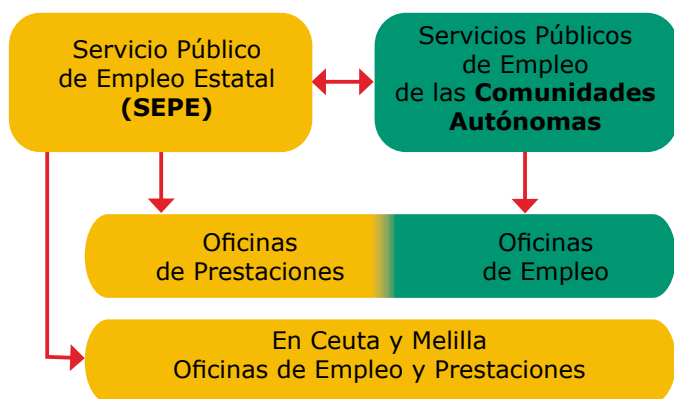 Servicio Público
de Empleo Estatal
(SEPE)
Servicios Públicos
de Empleo
de las Comunidades
Autónomas
Oficinas
de Prestaciones
Oficinas
de Empleo
En Ceuta y Melilla
Oficinas de Empleo y Prestaciones